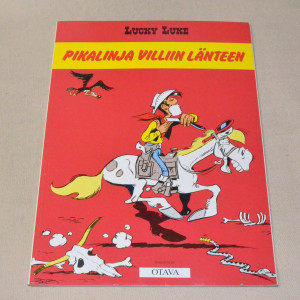 LUCKY LUKE
PIKALINJA VILLIIN LÄNTEEN
OTAVA